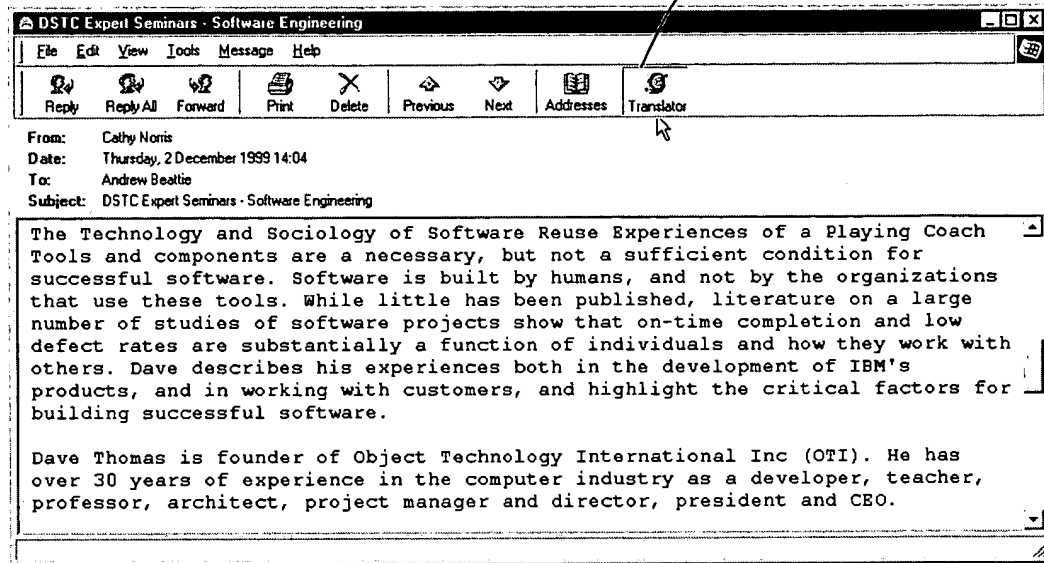 DSTC Expert Seminars - Software Engineering
File Edit View Tools Message Help
Reply Reply All Forward Print Delete Previous Next Addresses Translator
From: Cathy Norris
Date: Thursday, 2 December 1999 14:04
To: Andrew Beattie
Subject: DSTC Expert Seminars - Software Engineering
The Technology and Sociology of Software Reuse Experiences of a Playing Coach
Tools and components are a necessary, but not a sufficient condition for
successful software. Software is built by humans, and not by the organizations
that use these tools. While little has been published, literature on a large
number of studies of software projects show that on-time completion and low
defect rates are substantially a function of individuals and how they work with
others. Dave describes his experiences both in the development of IBM's
products, and in working with customers, and highlight the critical factors for
building successful software.
Dave Thomas is founder of Object Technology International Inc (OTI). He has
over 30 years of experience in the computer industry as a developer, teacher,
professor, architect, project manager and director, president and CEO.